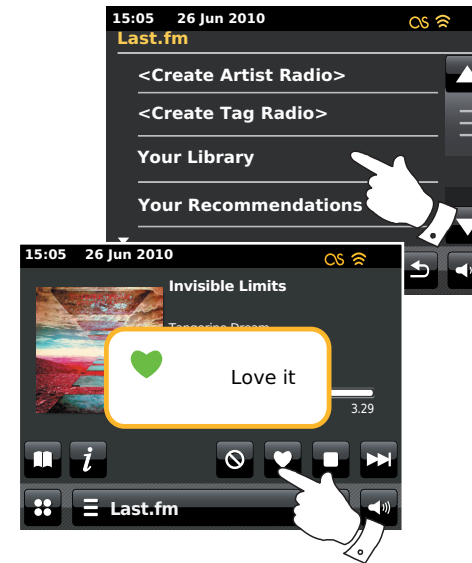 15:05 26 Jun 2010
Last.fm
<Create Artist Radio>
<Create Tag Radio>
Your Library
Your Recommendations
15:05 26 Jun 2010
Invisible Limits
Tangerine Dream
Love it
3.29
i
Last.fm